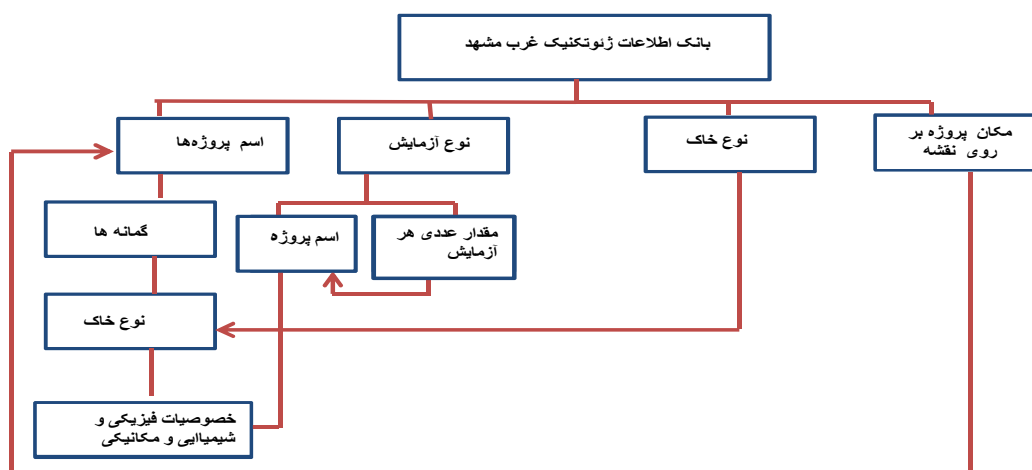 بانک اطلاعات ژئوتکنیک غرب مشهد
مکان پروژه بر
روی نقشه
نوع خاک
نوع آزمایش
اسم پروژه‌ها
مقدار عددی هر
آزمایش
اسم پروژه
گمانه ها
نوع خاک
خصوصیات فیزیکی و
شیمیاایی و مکانیکی